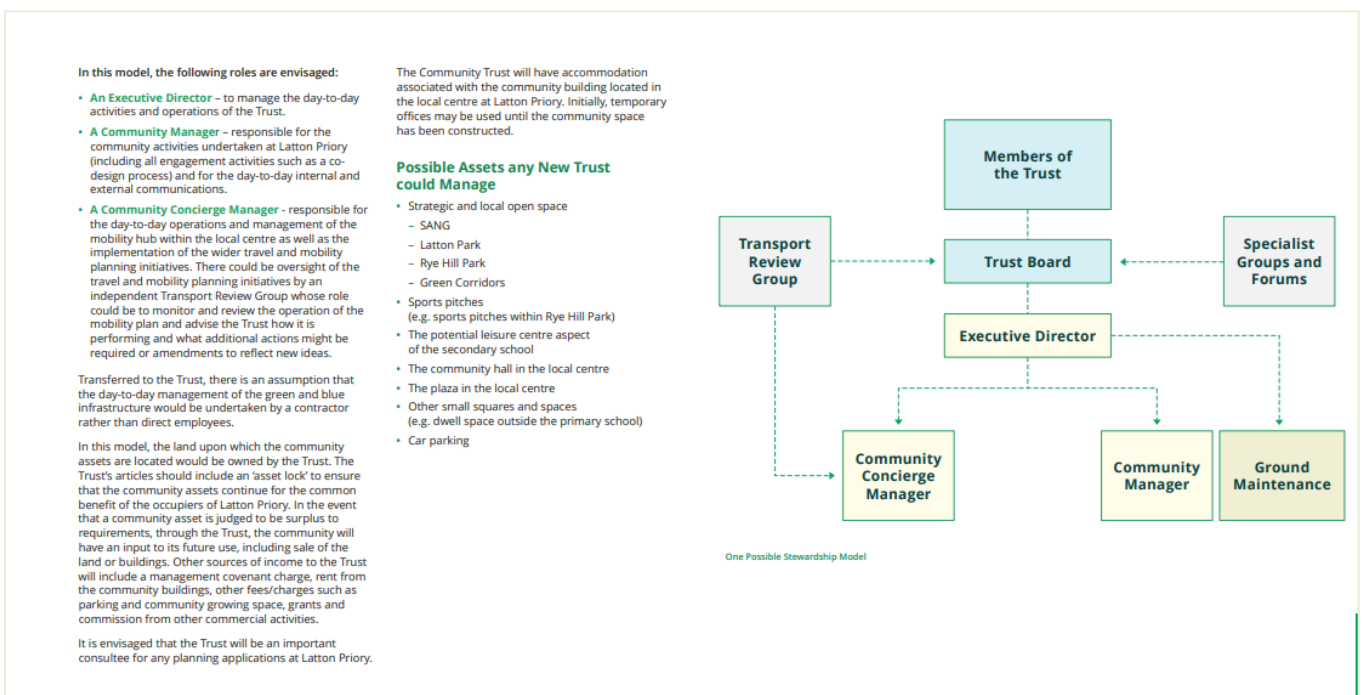 In this model, the following roles are envisaged:
• An Executive Director – to manage the day-to-day
activities and operations of the Trust.
• A Community Manager – responsible for the
community activities undertaken at Latton Priory
(including all engagement activities such as a co-
design process) and for the day-to-day internal and
external communications.
• A Community Concierge Manager - responsible for
the day-to-day operations and management of the
mobility hub within the local centre as well as the
implementation of the wider travel and mobility
planning initiatives. There could be oversight of the
travel and mobility planning initiatives by an
independent Transport Review Group whose role
could be to monitor and review the operation of the
mobility plan and advise the Trust how it is
performing and what additional actions might be
required or amendments to reflect new ideas.
Transferred to the Trust, there is an assumption that
the day-to-day management of the green and blue
infrastructure would be undertaken by a contractor
rather than direct employees.
In this model, the land upon which the community
assets are located would be owned by the Trust. The
Trust's articles should include an 'asset lock' to ensure
that the community assets continue for the common
benefit of the occupiers of Latton Priory. In the event
that a community asset is judged to be surplus to
requirements, through the Trust, the community will
have an input to its future use, including sale of the
land or buildings. Other sources of income to the Trust
will include a management covenant charge, rent from
the community buildings, other fees/charges such as
parking and community growing space, grants and
commission from other commercial activities.
It is envisaged that the Trust will be an important
consultee for any planning applications at Latton Priory.
The Community Trust will have accommodation
associated with the community building located in
the local centre at Latton Priory. Initially, temporary
offices may be used until the community space
has been constructed.
Possible Assets any New Trust
could Manage
• Strategic and local open space
– SANG
– Latton Park
– Rye Hill Park
– Green Corridors
• Sports pitches
(e.g. sports pitches within Rye Hill Park)
• The potential leisure centre aspect
of the secondary school
• The community hall in the local centre
• The plaza in the local centre
• Other small squares and spaces
(e.g. dwell space outside the primary school)
• Car parking
Members of
the Trust
Transport
Review
Group
Trust Board
Specialist
Groups and
Forums
Executive Director
Community
Concierge
Manager
Community
Manager
Ground
Maintenance
One Possible Stewardship Model